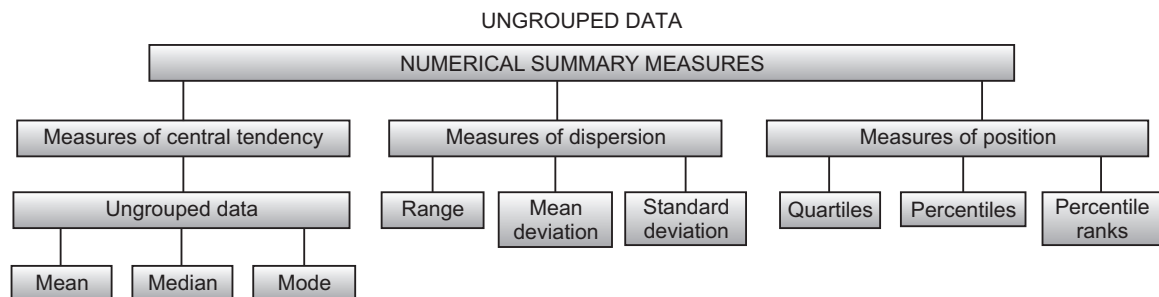 UNGROUPED DATA
NUMERICAL SUMMARY MEASURES
Measures of central tendency
Measures of dispersion
Measures of position
Ungrouped data
Range
Mean
deviation
Standard
deviation
Quartiles
Percentiles
Percentile
ranks
Mean
Median
Mode